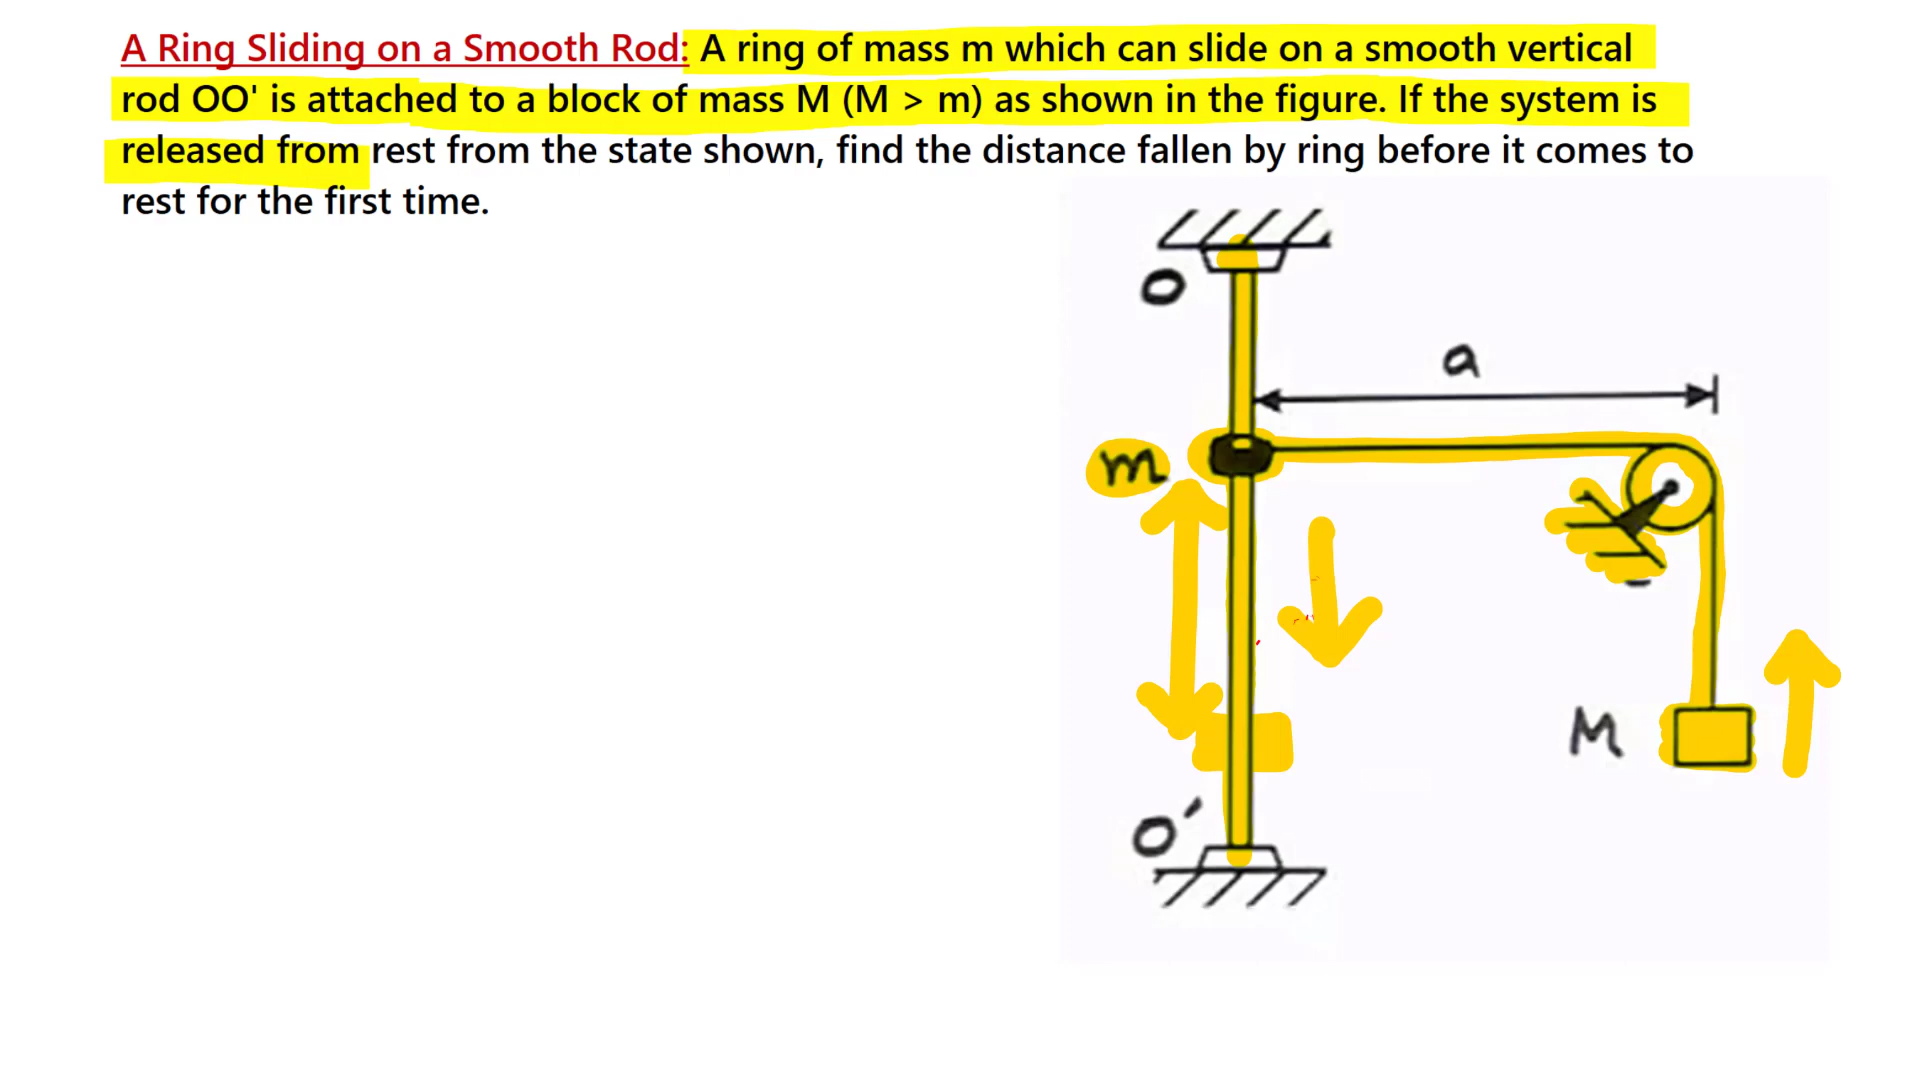 A Ring Sliding on a Smooth Rod: A ring of mass m which can slide on a smooth vertical
rod OO' is attached to a block of mass M (M > m) as shown in the figure. If the system is
released from rest from the state shown, find the distance fallen by ring before it comes to
rest for the first time.
O
a
m
M
O'